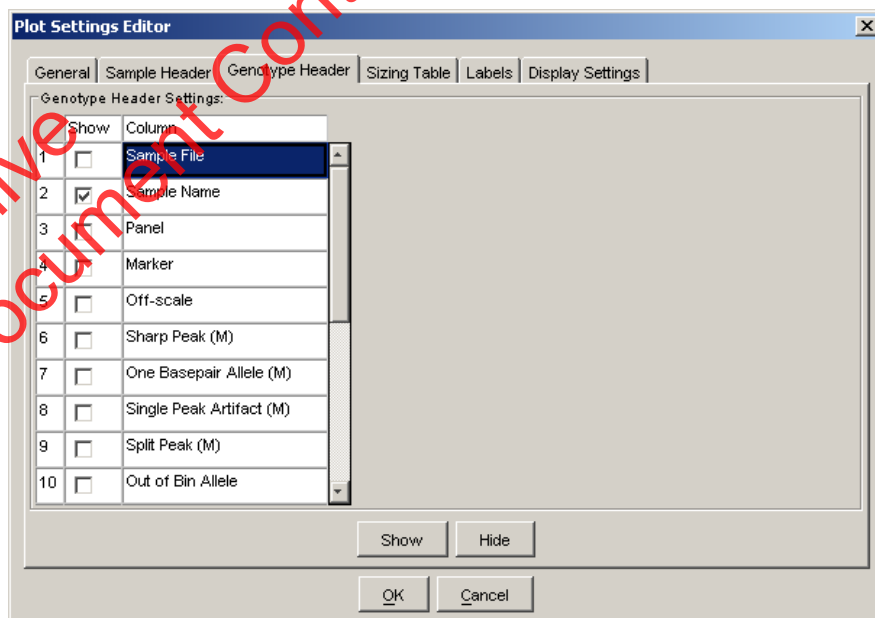 Plot Settings Editor
General Sample Header Genotype Header Sizing Table Labels Display Settings
Genotype Header Settings:
Show Column
1 Sample File
2 Sample Name
3 Panel
4 Marker
5 Off-scale
6 Sharp Peak (M)
7 One Basepair Allele (M)
8 Single Peak Artifact (M)
9 Split Peak (M)
10 Out of Bin Allele
Show Hide
OK Cancel